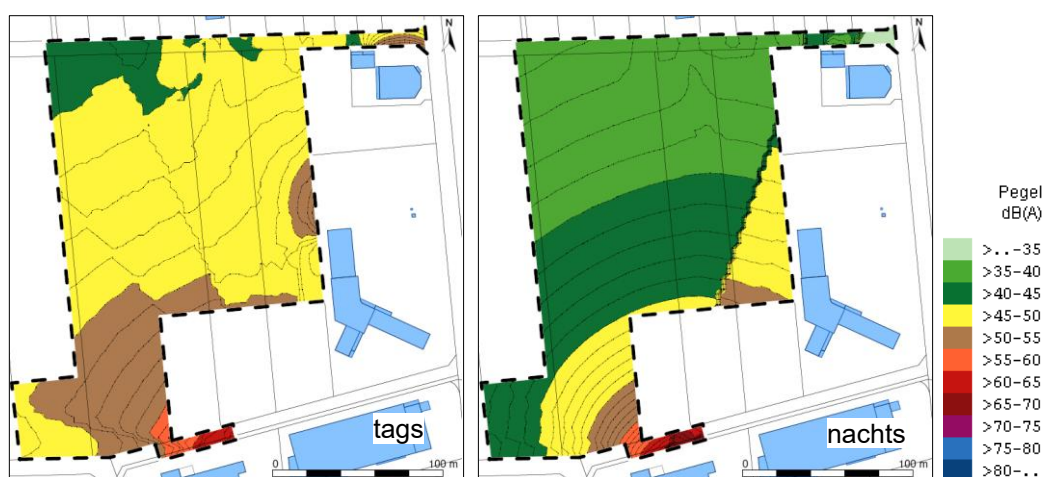 N
tags
0 100 m
N
nachts
0 100 m
Pegel
dB(A)
>..-35
>35-40
>40-45
>45-50
>50-55
>55-60
>60-65
>65-70
>70-75
>75-80
>80-..